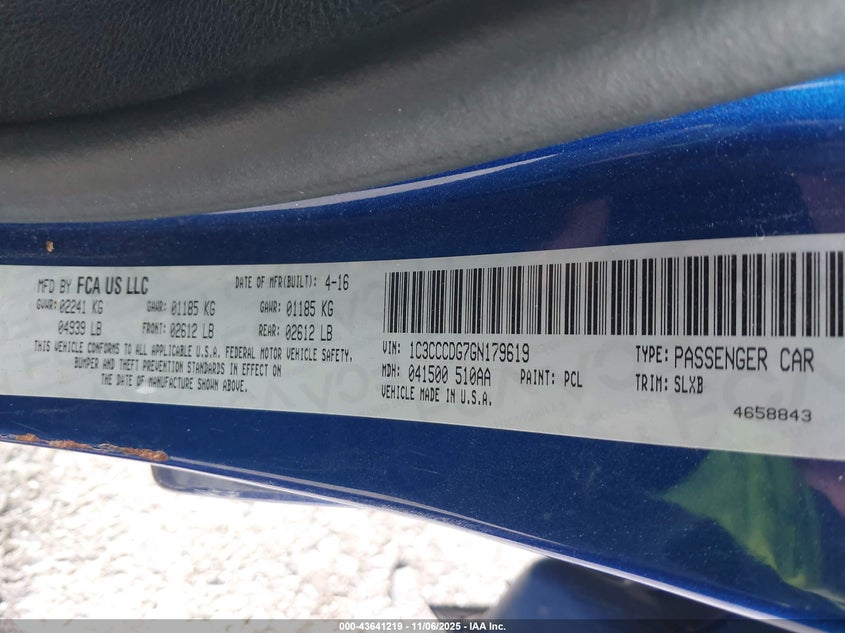 MFD BY FCA US LLC DATE OF MFR(BUILT): 4-16
GVWR: 02241 KG GAWR: 01185 KG GAWR: 01185 KG
04939 LB FRONT: 02612 LB REAR: 02612 LB
THIS VEHICLE CONFORMS TO ALL APPLICABLE U.S.A. FEDERAL MOTOR VEHICLE SAFETY,
BUMPER AND THEFT PREVENTION STANDARDS IN EFFECT ON
THE DATE OF MANUFACTURE SHOWN ABOVE.
VIN: 1C3CCCDG7GN179619 TYPE: PASSENGER CAR
MDH: 041500 510AA PAINT: PCL TRIM: SLXB
VEHICLE MADE IN U.S.A.
4658843
000-43641219 - 11/06/2025 - IAA Inc.